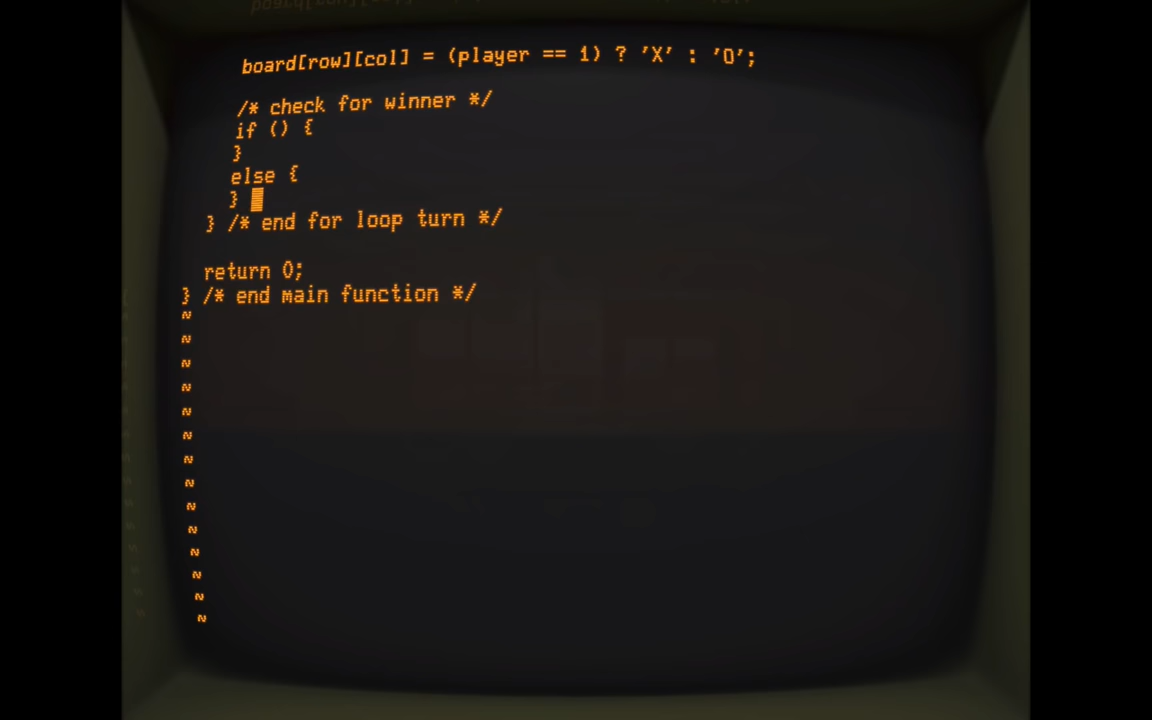 board[row][col] = (player == 1) ? 'X' : 'O';
/* check for winner */
if () {
}
else {
}
} /* end for loop turn */
return 0;
} /* end main function */
~
~
~
~
~
~
~
~
~
~
~
~
~
~